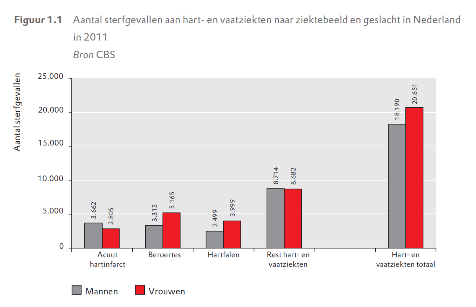 Figuur 1.1 Aantal sterfgevallen aan hart- en vaatziekten naar ziektebeeld en geslacht in Nederland
in 2011
Bron CBS
Aantal sterfgevallen
25.000
20.000
15.000
10.000
5.000
0
3.662
2.805
3.315
5.165
2.499
3.999
8.714
8.682
18.190
20.651
Acuut
hartinfarct
Beroertes
Hartfalen
Rest hart- en
vaatziekten
Hart- en
vaatziekten totaal
Mannen
Vrouwen